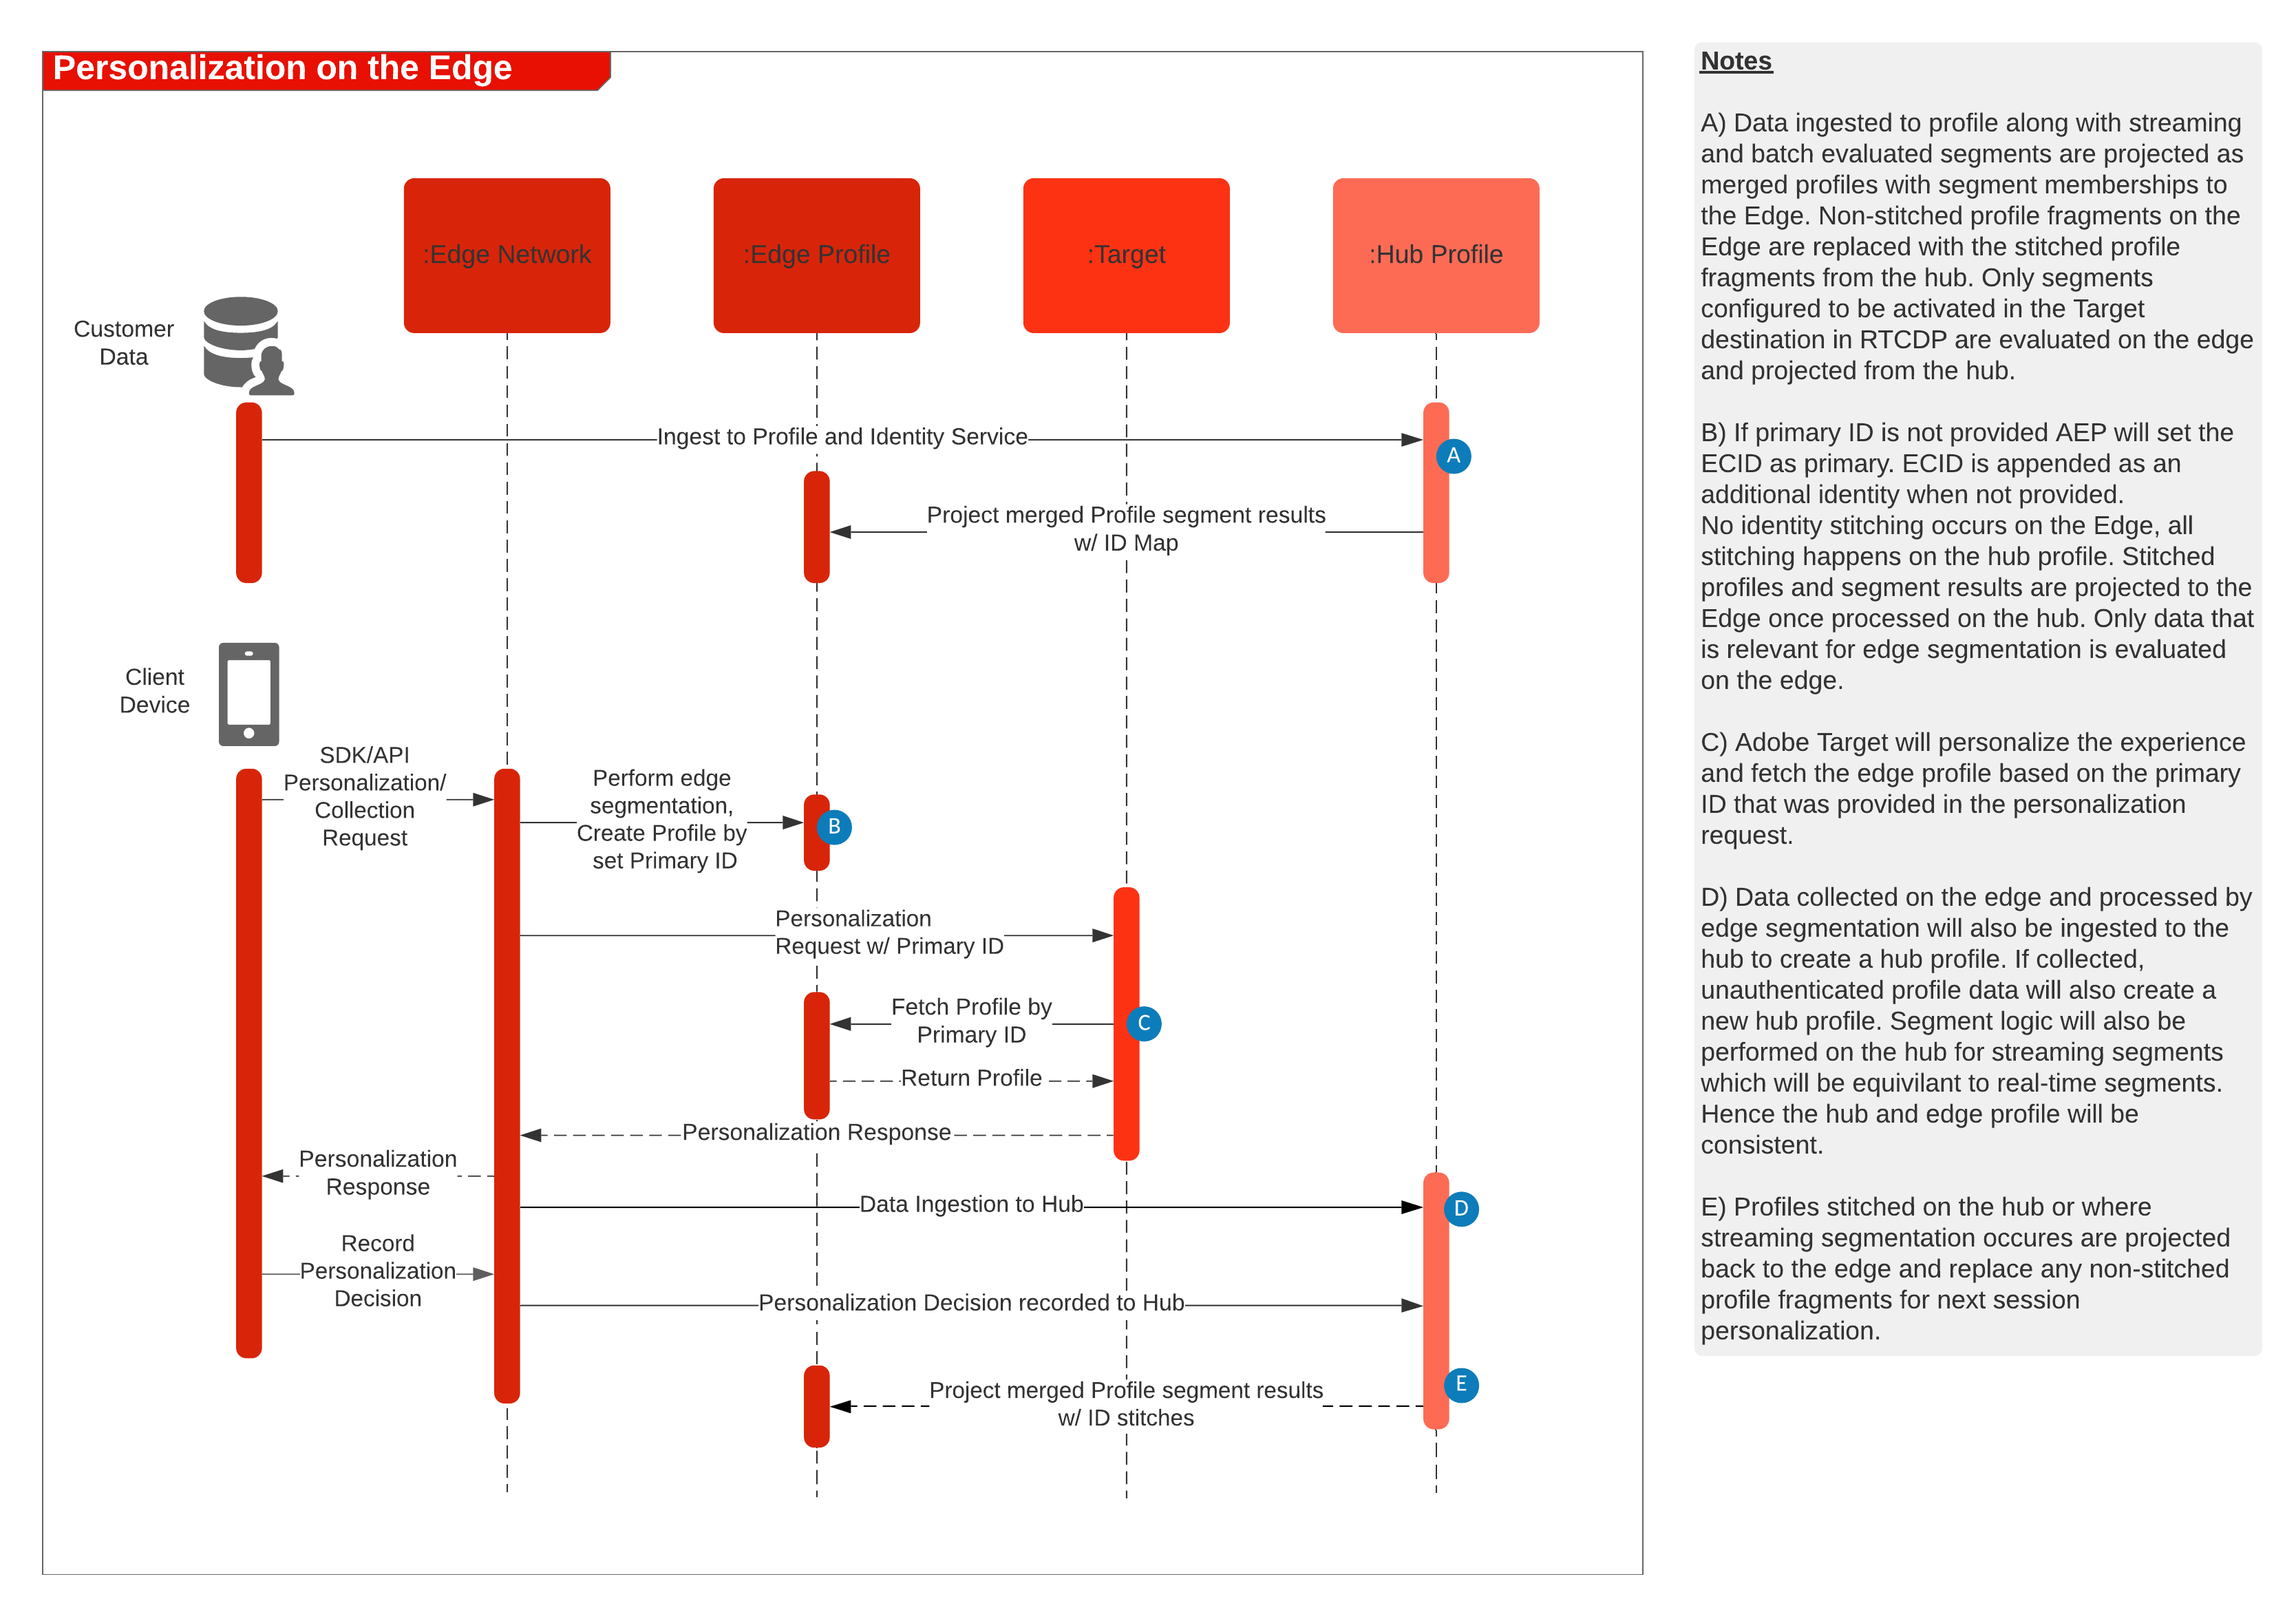 Personalization on the Edge
:Edge Network
:Edge Profile
:Target
:Hub Profile
Customer
Data
Ingest to Profile and Identity Service
A
Project merged Profile segment results
w/ ID Map
Client
Device
SDK/API
Personalization/
Collection
Request
Perform edge
segmentation,
Create Profile by
set Primary ID
B
Personalization
Request w/ Primary ID
Fetch Profile by
Primary ID
C
Return Profile
Personalization Response
Personalization
Response
Data Ingestion to Hub
D
Record
Personalization
Decision
Personalization Decision recorded to Hub
E
Project merged Profile segment results
w/ ID stitches
Notes
A) Data ingested to profile along with streaming
and batch evaluated segments are projected as
merged profiles with segment memberships to
the Edge. Non-stitched profile fragments on the
Edge are replaced with the stitched profile
fragments from the hub. Only segments
configured to be activated in the Target
destination in RTCDP are evaluated on the edge
and projected from the hub.
B) If primary ID is not provided AEP will set the
ECID as primary. ECID is appended as an
additional identity when not provided.
No identity stitching occurs on the Edge, all
stitching happens on the hub profile. Stitched
profiles and segment results are projected to the
Edge once processed on the hub. Only data that
is relevant for edge segmentation is evaluated
on the edge.
C) Adobe Target will personalize the experience
and fetch the edge profile based on the primary
ID that was provided in the personalization
request.
D) Data collected on the edge and processed by
edge segmentation will also be ingested to the
hub to create a hub profile. If collected,
unauthenticated profile data will also create a
new hub profile. Segment logic will also be
performed on the hub for streaming segments
which will be equivilant to real-time segments.
Hence the hub and edge profile will be
consistent.
E) Profiles stitched on the hub or where
streaming segmentation occures are projected
back to the edge and replace any non-stitched
profile fragments for next session
personalization.